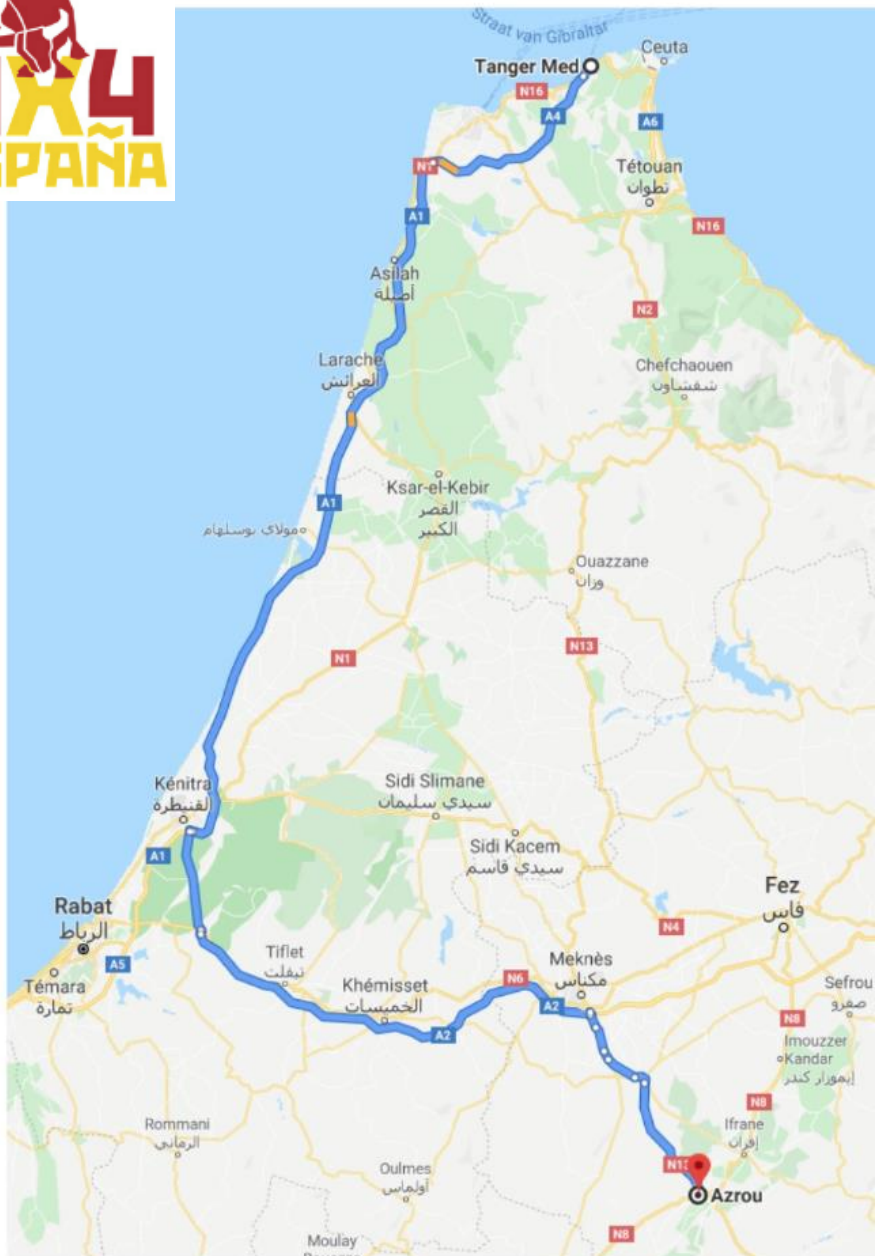 X4
SPAÑA
Straat van Gibraltar
Ceuta
Tanger Med
N16
A4
A6
N1
Tétouan
تطوان
A1
N16
Asilah
أصيلة
N2
Larache
العرائش
Chefchaouen
شفشاون
Ksar-el-Kebir
القصر
الكبير
A1
مولاي بوسلهام
Ouazzane
وزان
N13
N1
Kénitra
القنيطرة
Sidi Slimane
سيدي سليمان
A1
Sidi Kacem
سيدي قاسم
Fez
فاس
Rabat
الرباط
N4
A5
Tiflet
تيفلت
Meknès
مكناس
Témara
تمارة
Khémisset
الخميسات
N6
Sefrou
صفرو
A2
A2
N8
Imouzzer
Kandar
إيموزار كندر
N8
Rommani
الرماني
Ifrane
إفران
N13
Oulmes
أولماس
Azrou
N8
Moulay